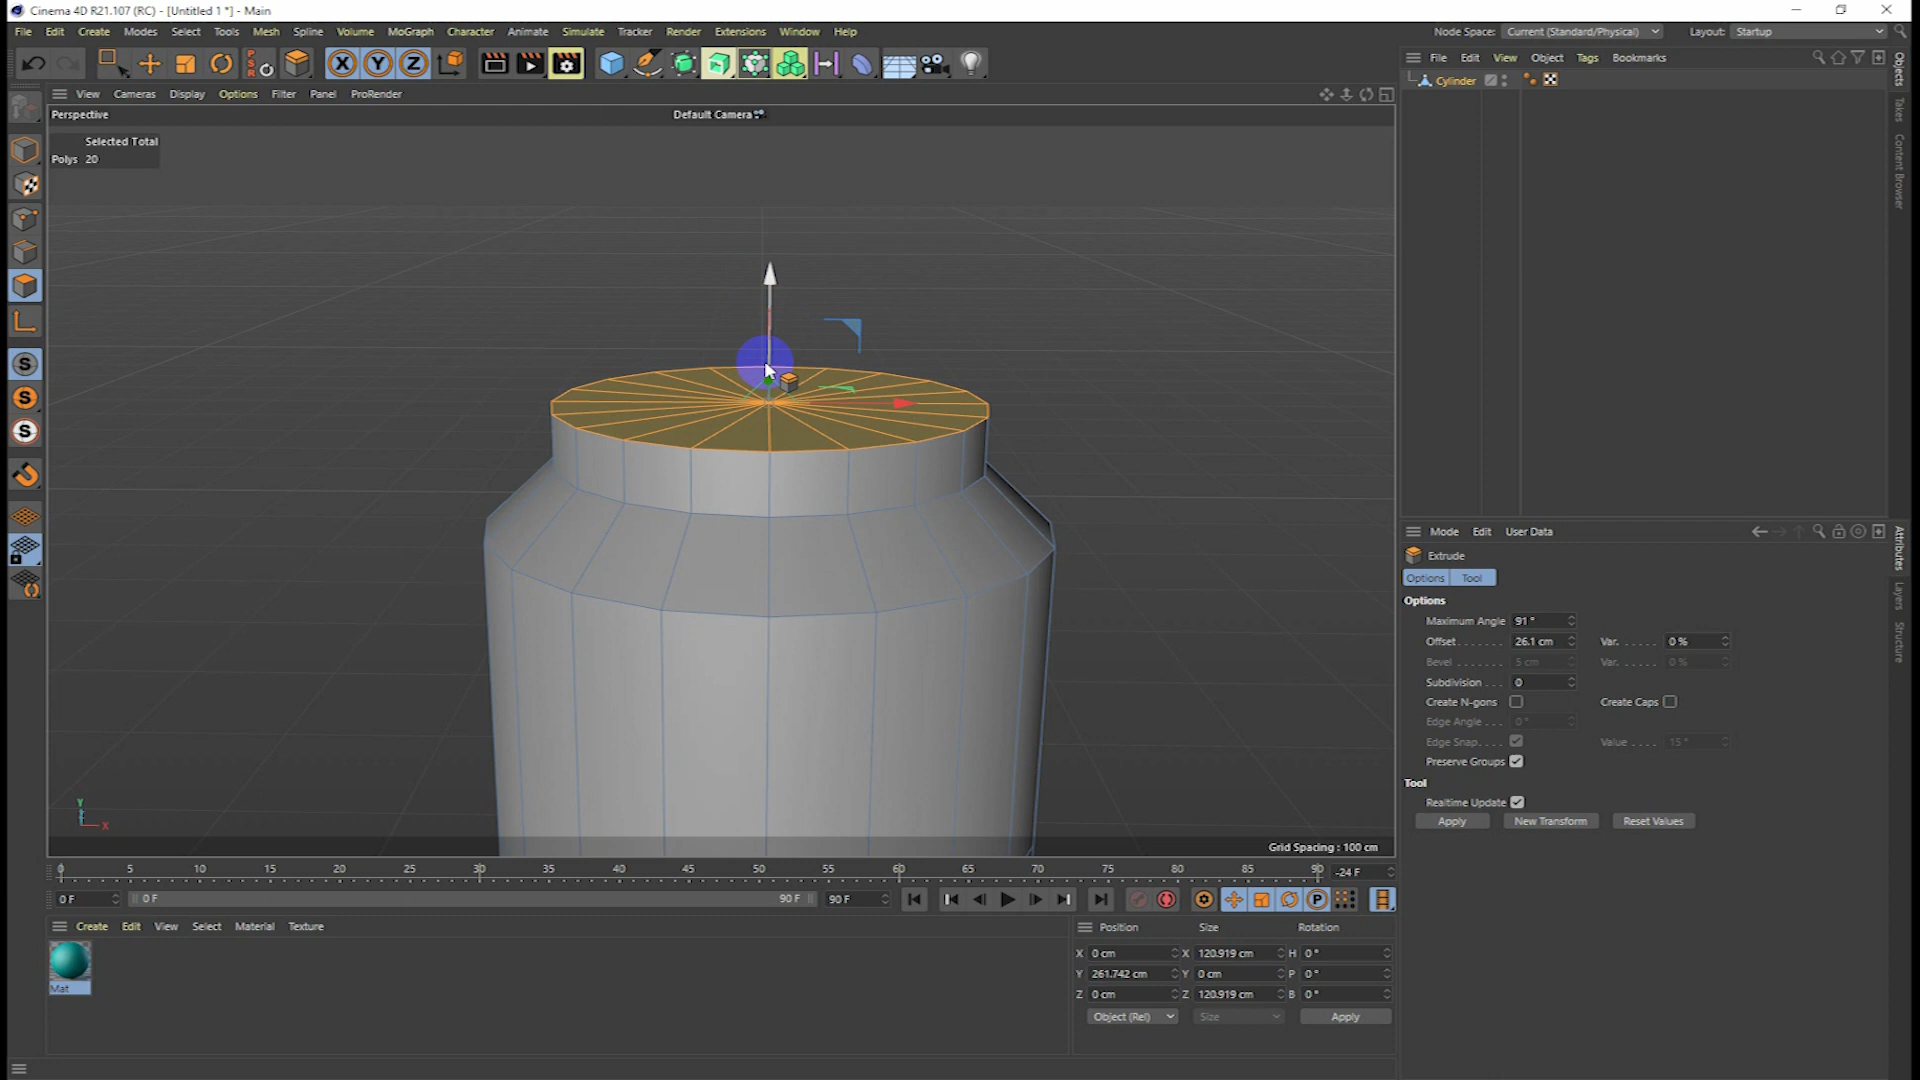 Cinema 4D R21.107 (RC) - [Untitled 1 *] - Main
File Edit Create Modes Select Tools Mesh Spline Volume MoGraph Character Animate Simulate Tracker Render Extensions Window Help
Node Space: Current (Standard/Physical) Layout: Startup
PSR X Y Z
File Edit View Object Tags Bookmarks
View Cameras Display Options Filter Panel ProRender
Perspective
Default Camera
Cylinder
Selected Total
Polys 20
Objects
Takes
Content Browser
S
S
S
Mode Edit User Data
Extrude
Options Tool
Options
Maximum Angle 91 °
Offset 26.1 cm Var. 0 %
Bevel 5 cm Var. 0 %
Subdivision 0
Create N-gons Create Caps
Edge Angle 0 °
Edge Snap Value 15 °
Preserve Groups
Tool
Realtime Update
Apply New Transform Reset Values
Attributes
Layers
Structure
Y
Z
X
Grid Spacing : 100 cm
0 5 10 15 20 25 30 35 40 45 50 55 60 65 70 75 80 85 90 -24 F
0 F 0 F 90 F 90 F
P
Create Edit View Select Material Texture
Mat
Position Size Rotation
X 0 cm X 120.919 cm H 0 °
Y 261.742 cm Y 0 cm P 0 °
Z 0 cm Z 120.919 cm B 0 °
Object (Rel) Size Apply